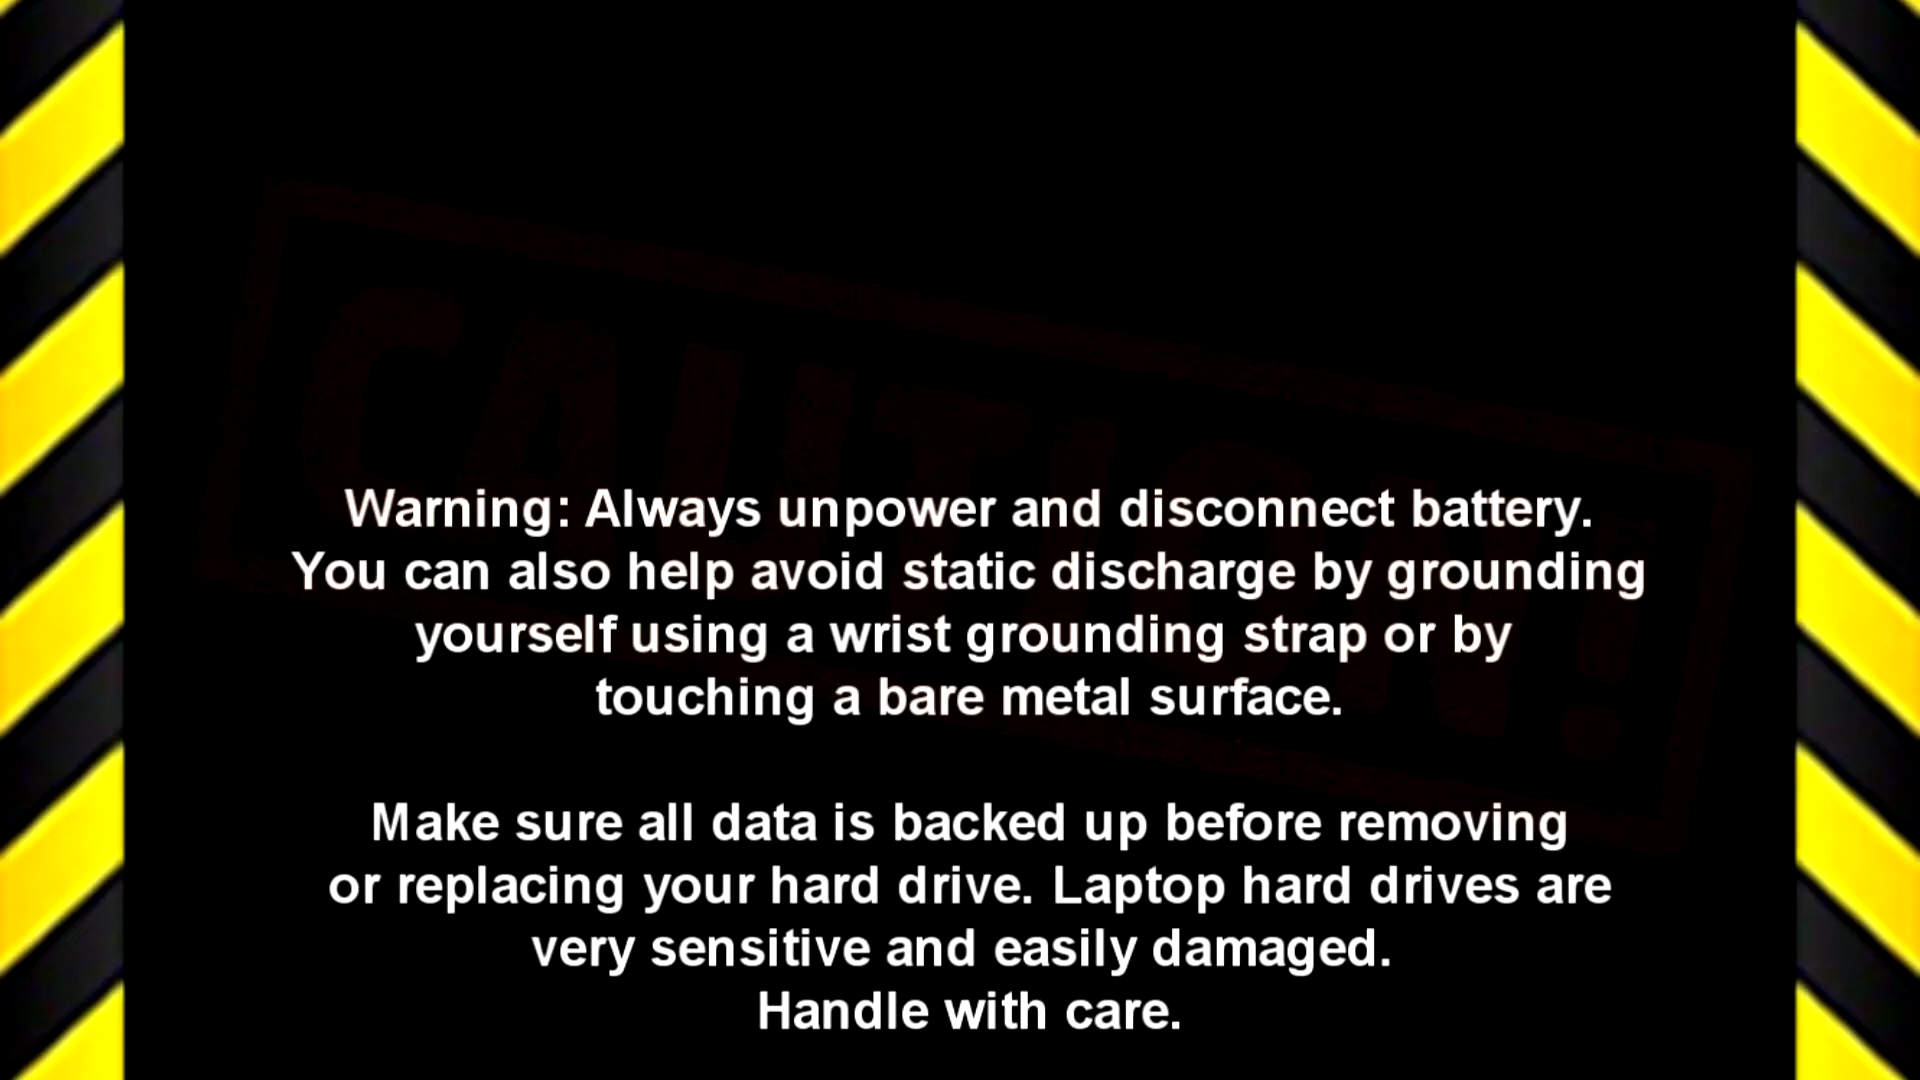 CAUTION!
Warning: Always unpower and disconnect battery.
You can also help avoid static discharge by grounding
yourself using a wrist grounding strap or by
touching a bare metal surface.
Make sure all data is backed up before removing
or replacing your hard drive. Laptop hard drives are
very sensitive and easily damaged.
Handle with care.